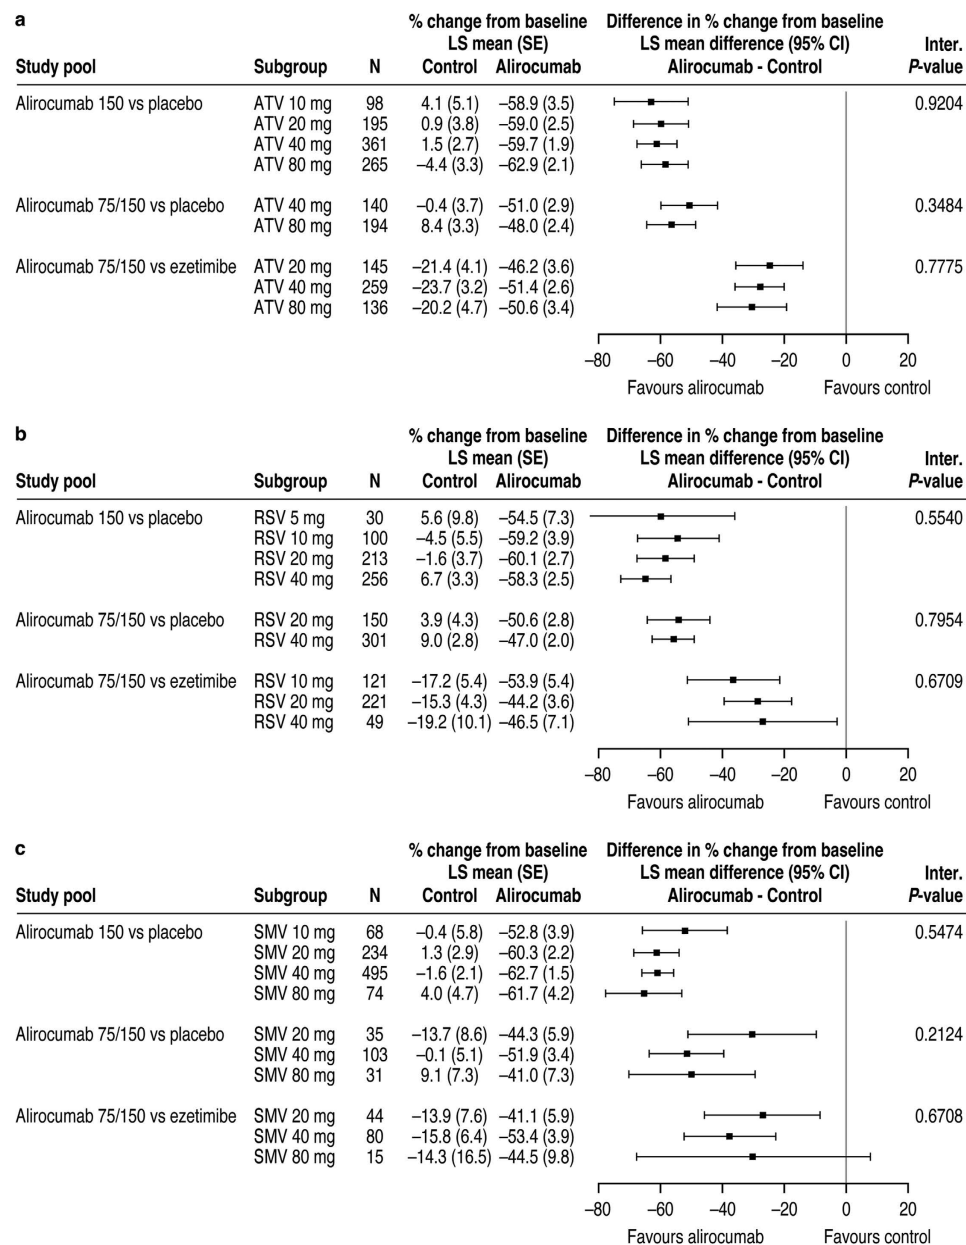 a
% change from baseline Difference in % change from baseline
LS mean (SE) LS mean difference (95% CI) Inter.
Study pool Subgroup N Control Alirocumab Alirocumab - Control P-value
Alirocumab 150 vs placebo ATV 10 mg 98 4.1 (5.1) –58.9 (3.5) 0.9204
ATV 20 mg 195 0.9 (3.8) –59.0 (2.5)
ATV 40 mg 361 1.5 (2.7) –59.7 (1.9)
ATV 80 mg 265 –4.4 (3.3) –62.9 (2.1)
Alirocumab 75/150 vs placebo ATV 40 mg 140 –0.4 (3.7) –51.0 (2.9) 0.3484
ATV 80 mg 194 8.4 (3.3) –48.0 (2.4)
Alirocumab 75/150 vs ezetimibe ATV 20 mg 145 –21.4 (4.1) –46.2 (3.6) 0.7775
ATV 40 mg 259 –23.7 (3.2) –51.4 (2.6)
ATV 80 mg 136 –20.2 (4.7) –50.6 (3.4)
–80 –60 –40 –20 0 20
Favours alirocumab Favours control
b
% change from baseline Difference in % change from baseline
LS mean (SE) LS mean difference (95% CI) Inter.
Study pool Subgroup N Control Alirocumab Alirocumab - Control P-value
Alirocumab 150 vs placebo RSV 5 mg 30 5.6 (9.8) –54.5 (7.3) 0.5540
RSV 10 mg 100 –4.5 (5.5) –59.2 (3.9)
RSV 20 mg 213 –1.6 (3.7) –60.1 (2.7)
RSV 40 mg 256 6.7 (3.3) –58.3 (2.5)
Alirocumab 75/150 vs placebo RSV 20 mg 150 3.9 (4.3) –50.6 (2.8) 0.7954
RSV 40 mg 301 9.0 (2.8) –47.0 (2.0)
Alirocumab 75/150 vs ezetimibe RSV 10 mg 121 –17.2 (5.4) –53.9 (5.4) 0.6709
RSV 20 mg 221 –15.3 (4.3) –44.2 (3.6)
RSV 40 mg 49 –19.2 (10.1) –46.5 (7.1)
–80 –60 –40 –20 0 20
Favours alirocumab Favours control
c
% change from baseline Difference in % change from baseline
LS mean (SE) LS mean difference (95% CI) Inter.
Study pool Subgroup N Control Alirocumab Alirocumab - Control P-value
Alirocumab 150 vs placebo SMV 10 mg 68 –0.4 (5.8) –52.8 (3.9) 0.5474
SMV 20 mg 234 1.3 (2.9) –60.3 (2.2)
SMV 40 mg 495 –1.6 (2.1) –62.7 (1.5)
SMV 80 mg 74 4.0 (4.7) –61.7 (4.2)
Alirocumab 75/150 vs placebo SMV 20 mg 35 –13.7 (8.6) –44.3 (5.9) 0.2124
SMV 40 mg 103 –0.1 (5.1) –51.9 (3.4)
SMV 80 mg 31 9.1 (7.3) –41.0 (7.3)
Alirocumab 75/150 vs ezetimibe SMV 20 mg 44 –13.9 (7.6) –41.1 (5.9) 0.6708
SMV 40 mg 80 –15.8 (6.4) –53.4 (3.9)
SMV 80 mg 15 –14.3 (16.5) –44.5 (9.8)
–80 –60 –40 –20 0 20
Favours alirocumab Favours control